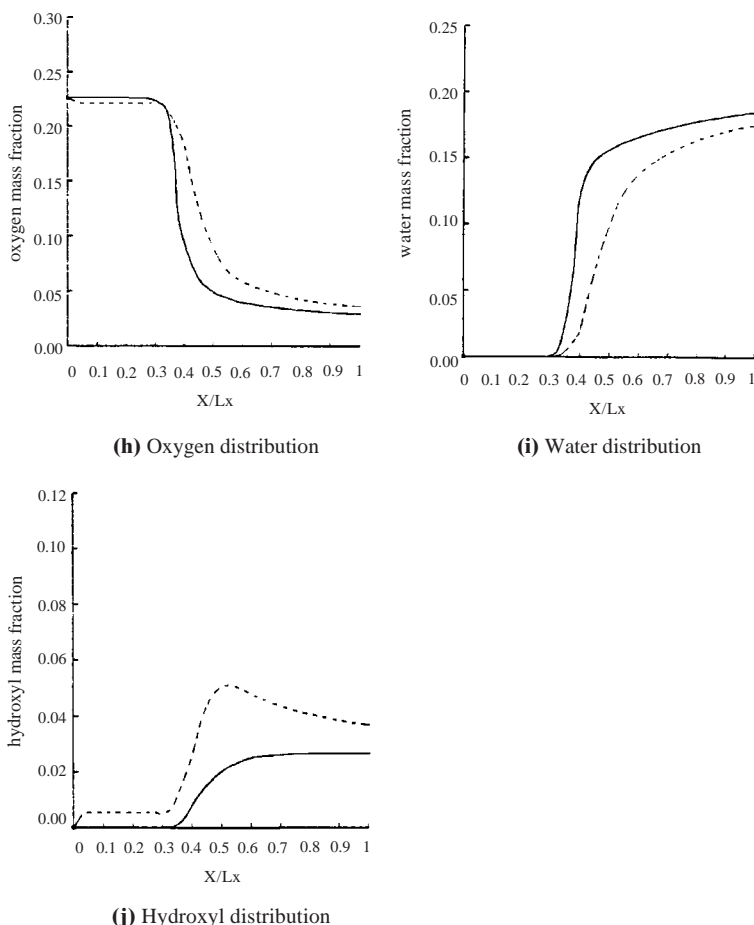 0.30
0.25
0.20
0.15
0.10
0.05
0.00
oxygen mass fraction
0 0.1 0.2 0.3 0.4 0.5 0.6 0.7 0.8 0.9 1
X/Lx
(h) Oxygen distribution
0.25
0.20
0.15
0.10
0.05
0.00
water mass fraction
0 0.1 0.2 0.3 0.4 0.5 0.6 0.7 0.8 0.9 1
X/Lx
(i) Water distribution
0.12
0.10
0.08
0.06
0.04
0.02
0.00
hydroxyl mass fraction
0 0.1 0.2 0.3 0.4 0.5 0.6 0.7 0.8 0.9 1
X/Lx
(j) Hydroxyl distribution